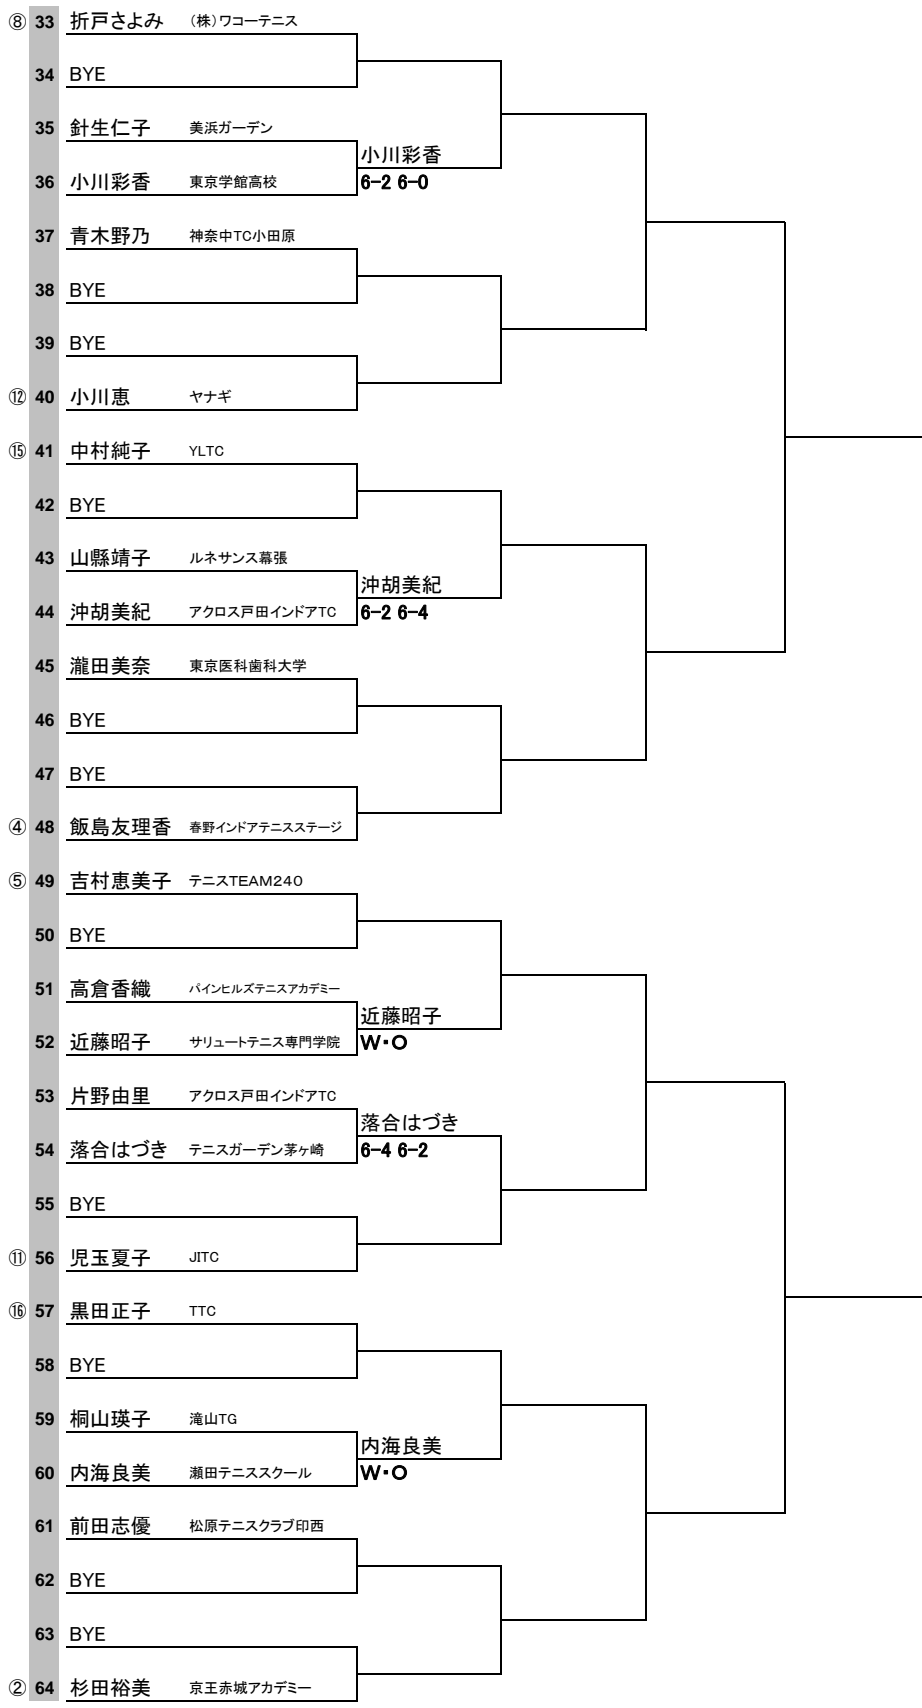 ⑧ 33 折戸さよみ (株)ワコーテニス
34 BYE
35 針生仁子 美浜ガーデン
小川彩香
36 小川彩香 東京学館高校 6-2 6-0
37 青木野乃 神奈中TC小田原
38 BYE
39 BYE
⑫ 40 小川恵 ヤナギ
⑮ 41 中村純子 YLTC
42 BYE
43 山縣靖子 ルネサンス幕張
沖胡美紀
44 沖胡美紀 アクロス戸田インドアTC 6-2 6-4
45 瀧田美奈 東京医科歯科大学
46 BYE
47 BYE
④ 48 飯島友理香 春野インドアテニスステージ
⑤ 49 吉村恵美子 テニスTEAM240
50 BYE
51 高倉香織 パインヒルズテニスアカデミー
近藤昭子
52 近藤昭子 サリュートテニス専門学院 W・O
53 片野由里 アクロス戸田インドアTC
落合はづき
54 落合はづき テニスガーデン茅ヶ崎 6-4 6-2
55 BYE
⑪ 56 児玉夏子 JITC
⑯ 57 黒田正子 TTC
58 BYE
59 桐山瑛子 滝山TG
内海良美
60 内海良美 瀬田テニススクール W・O
61 前田志優 松原テニスクラブ印西
62 BYE
63 BYE
② 64 杉田裕美 京王赤城アカデミー